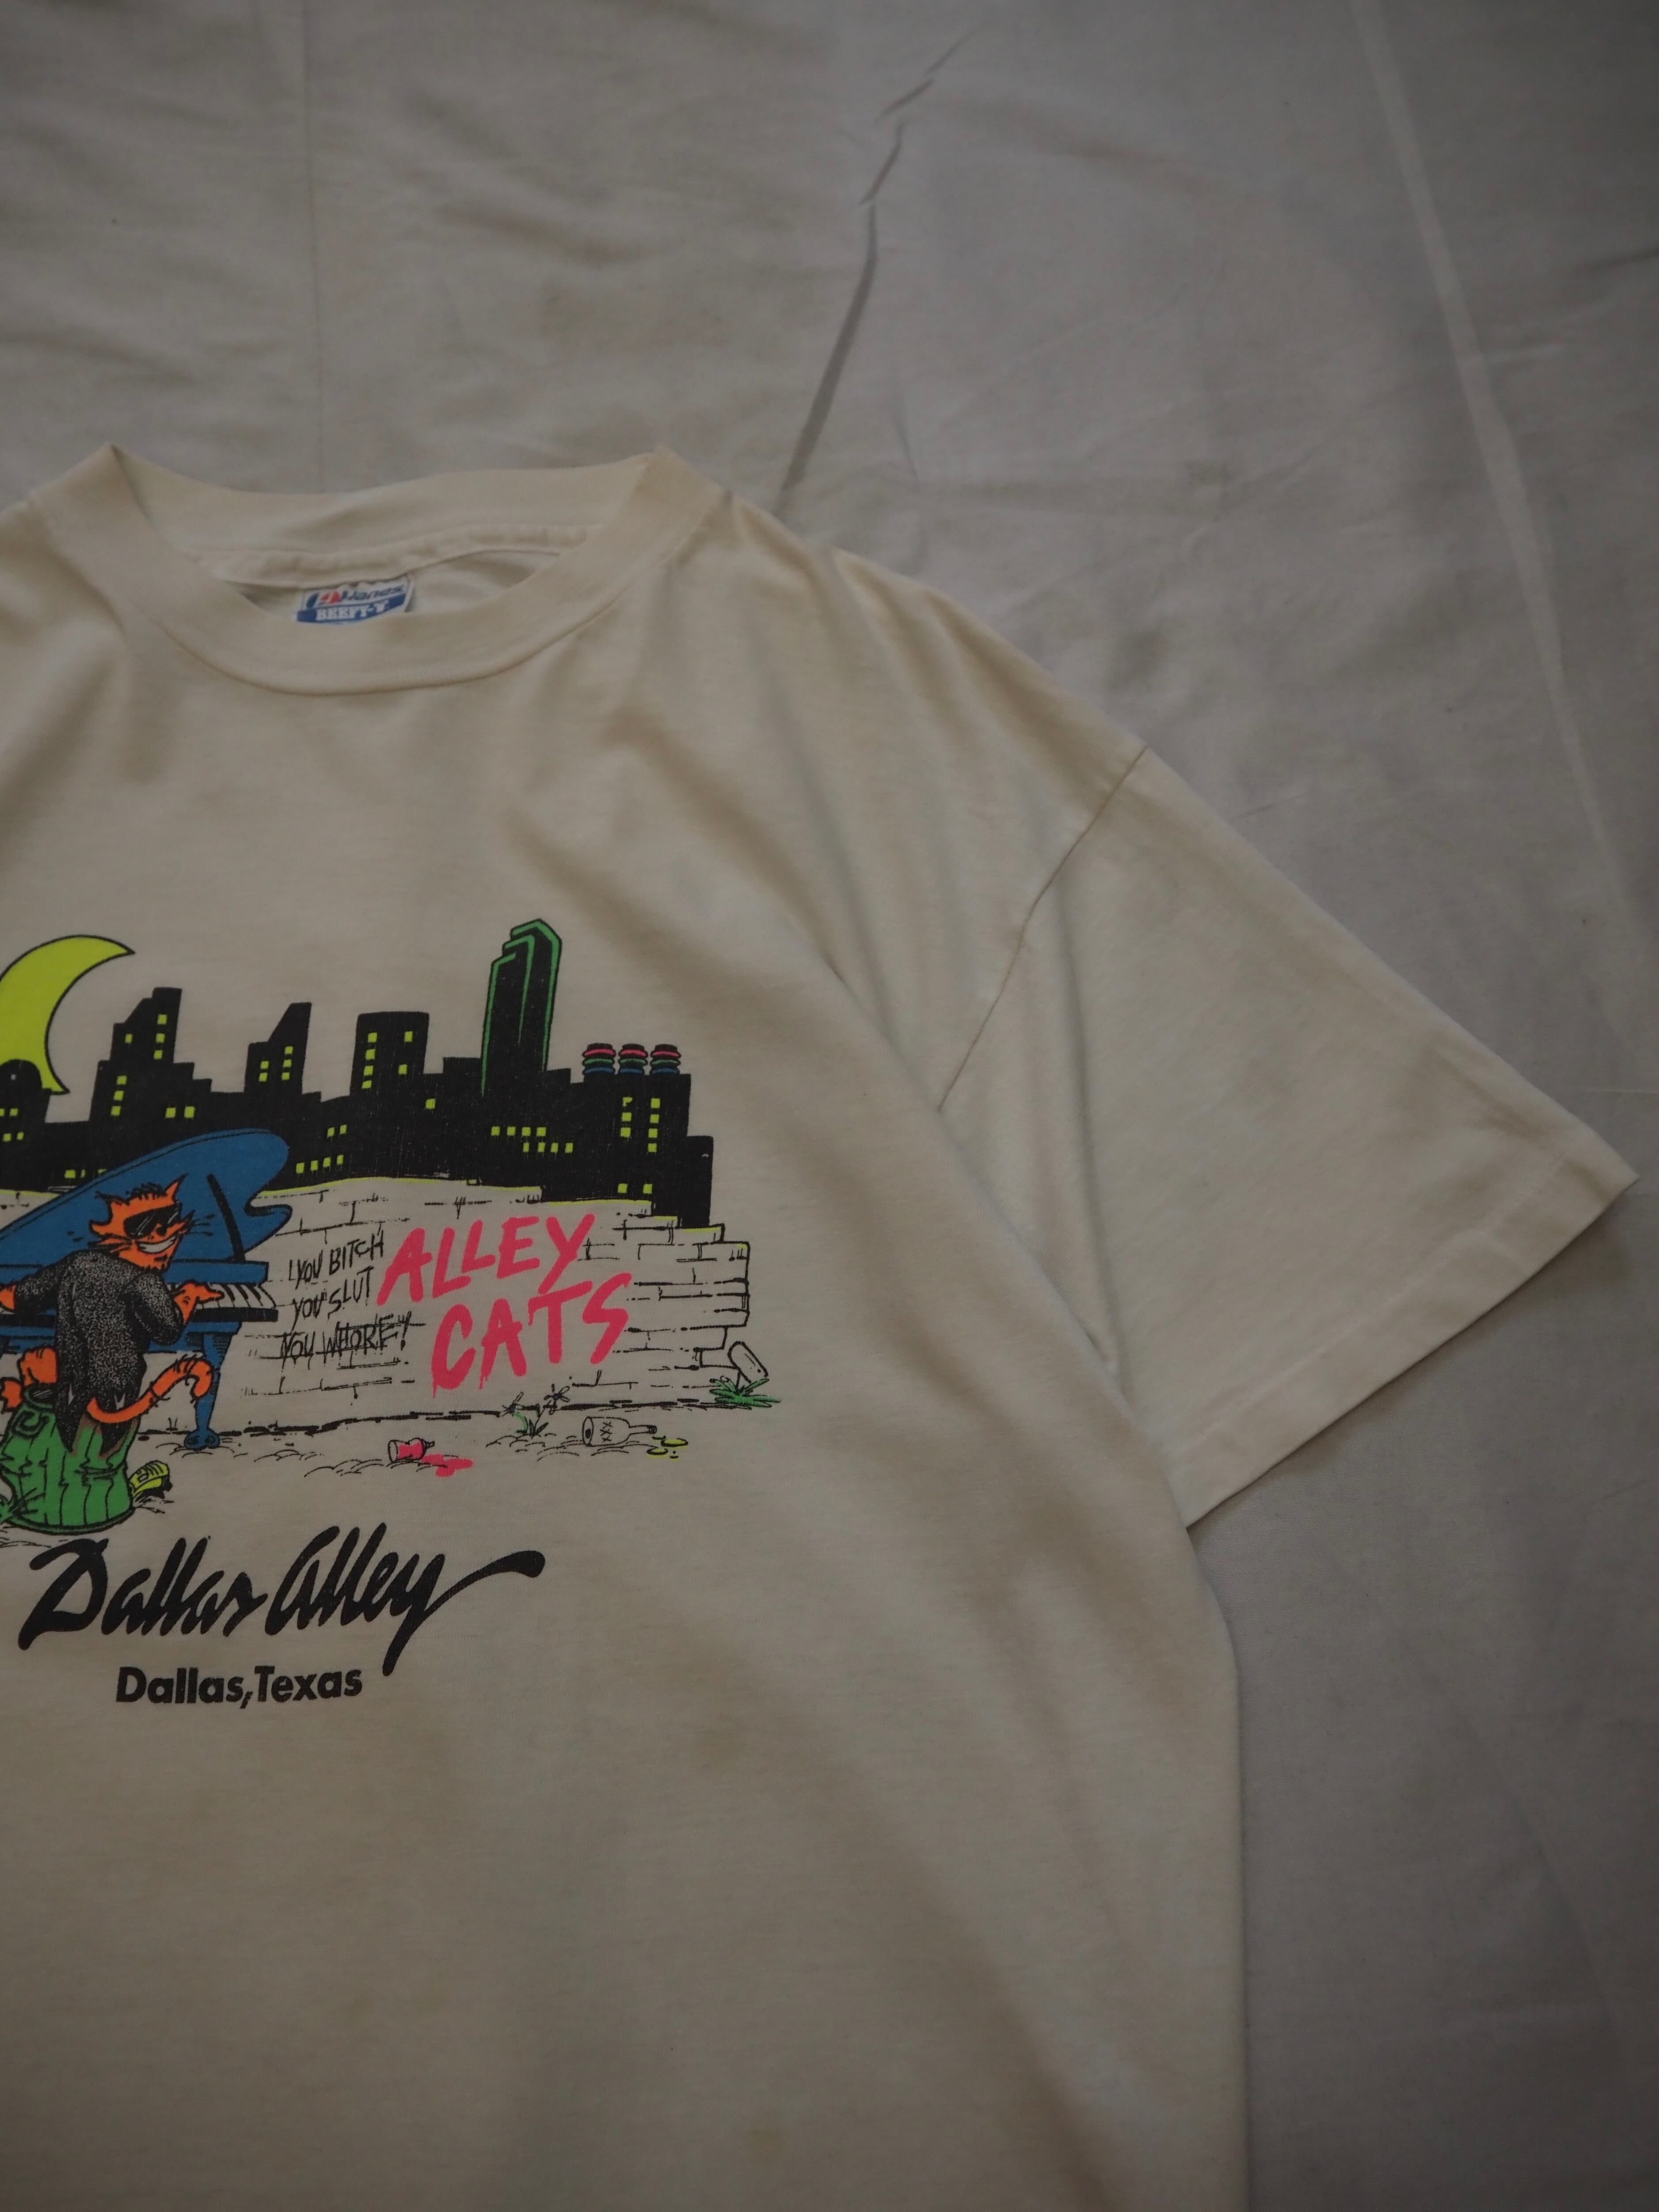 Hanes
BEEFY-T
YOU BITCH
YOU SLUT
YOU WHORE!
ALLEY
CATS
Dallas Alley
Dallas, Texas